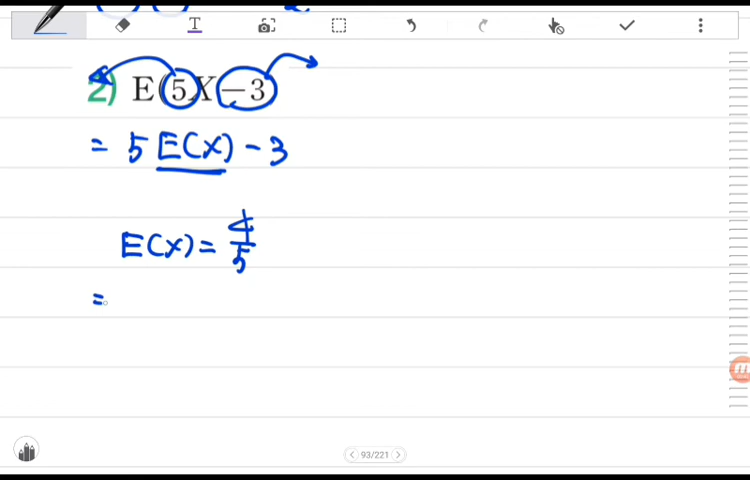 2) E(5X-3
= 5 E(X) - 3
E(X) = 4/5
=
93/221